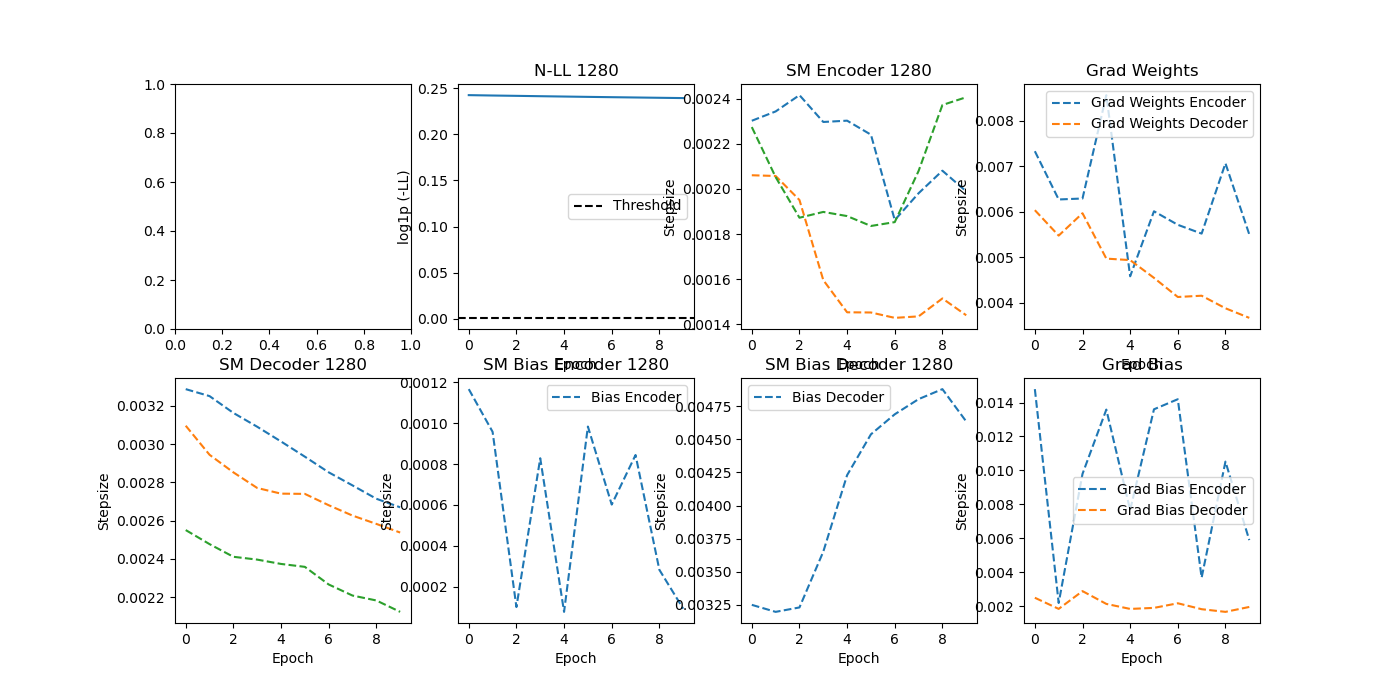 1.0
0.8
0.6
0.4
0.2
0.0
0.0 0.2 0.4 0.6 0.8 1.0
N-LL 1280
log1p (-LL)
0.25
0.20
0.15
0.10
0.05
0.00
Threshold
0 2 4 6 8
Epoch
SM Encoder 1280
Stepsize
0.0024
0.0022
0.0020
0.0018
0.0016
0.0014
0 2 4 6 8
Epoch
Grad Weights
Stepsize
0.008
0.007
0.006
0.005
0.004
Grad Weights Encoder
Grad Weights Decoder
0 2 4 6 8
Epoch
SM Decoder 1280
Stepsize
0.0032
0.0030
0.0028
0.0026
0.0024
0.0022
0 2 4 6 8
Epoch
SM Bias Encoder 1280
Stepsize
0.00012
0.00010
0.00008
0.00006
0.00004
0.00002
Bias Encoder
0 2 4 6 8
Epoch
SM Bias Decoder 1280
Stepsize
0.00475
0.00450
0.00425
0.00400
0.00375
0.00350
0.00325
Bias Decoder
0 2 4 6 8
Epoch
Grad Bias
Stepsize
0.014
0.012
0.010
0.008
0.006
0.004
0.002
Grad Bias Encoder
Grad Bias Decoder
0 2 4 6 8
Epoch